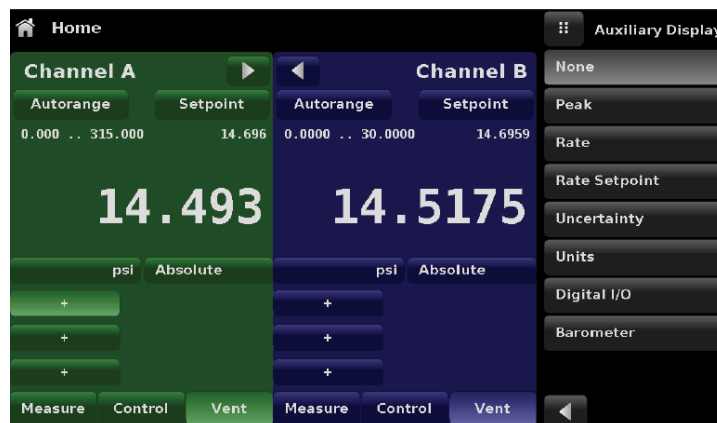 Home
Channel A
Autorange Setpoint
0.000 .. 315.000 14.696
14.493
psi Absolute
+
+
+
Measure Control Vent
Channel B
Autorange Setpoint
0.0000 .. 30.0000 14.6959
14.5175
psi Absolute
+
+
+
Measure Control Vent
Auxiliary Display
None
Peak
Rate
Rate Setpoint
Uncertainty
Units
Digital I/O
Barometer